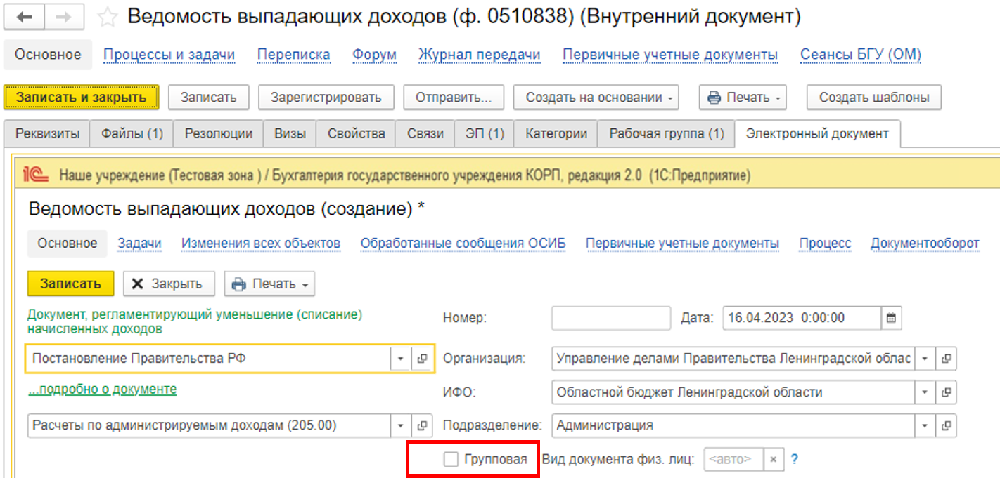 Ведомость выпадающих доходов (ф. 0510838) (Внутренний документ)
Основное Процессы и задачи Переписка Форум Журнал передачи Первичные учетные документы Сеансы БГУ (ОМ)
Записать и закрыть Записать Зарегистрировать Отправить... Создать на основании Печать Создать шаблоны
Реквизиты Файлы (1) Резолюции Визы Свойства Связи ЭП (1) Категории Рабочая группа (1) Электронный документ
1С Наше учреждение (Тестовая зона ) / Бухгалтерия государственного учреждения КОРП, редакция 2.0 (1С:Предприятие)
Ведомость выпадающих доходов (создание) *
Основное Задачи Изменения всех объектов Обработанные сообщения ОСИБ Первичные учетные документы Процесс Документооборот
Записать Закрыть Печать
Документ, регламентирующий уменьшение (списание)
начисленных доходов
Номер: Дата: 16.04.2023 0:00:00
Постановление Правительства РФ Организация: Управление делами Правительства Ленинградской облас
...подробно о документе ИФО: Областной бюджет Ленинградской области
Расчеты по администрируемым доходам (205.00) Подразделение: Администрация
Групповая Вид документа физ. лиц: <авто> × ?